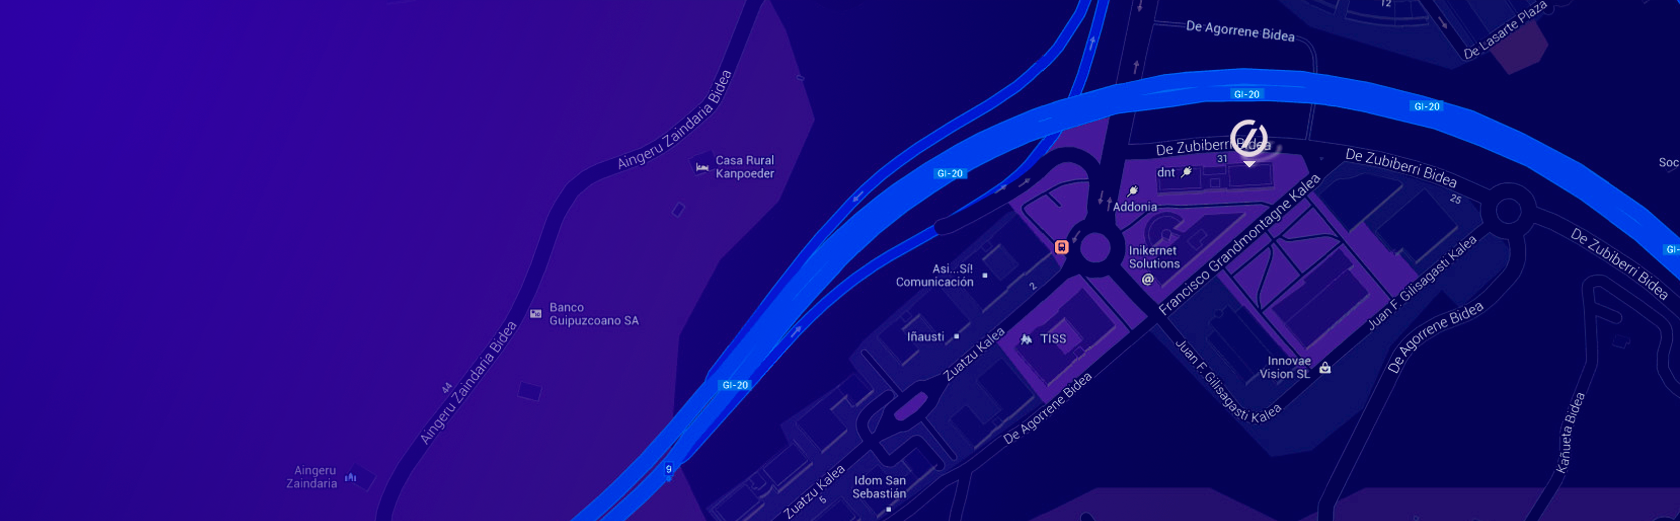 12
De Lasarte Plaza
De Agorrene Bidea
GI-20
GI-20
Aingeru Zaindaria Bidea
De Zubiberri Bidea
31
De Zubiberri Bidea
Casa Rural
Kanpoeder
GI-20
dnt
Soc
Addonia
25
Francisco Grandmontagne Kalea
Inikernet
Solutions
De Zubiberri Bidea
GI-
Asi...Sí!
Comunicación
2
Juan F. Gilisagasti Kalea
Banco
Guipuzcoano SA
Iñausti
TISS
Zuatzu Kalea
De Agorrene Bidea
Aingeru Zaindaria Bidea
44
GI-20
Innovae
Vision SL
Juan F. Gilisagasti Kalea
De Agorrene Bidea
Kañueta Bidea
9
Aingeru
Zaindaria
Zuatzu Kalea
5
Idom San
Sebastián